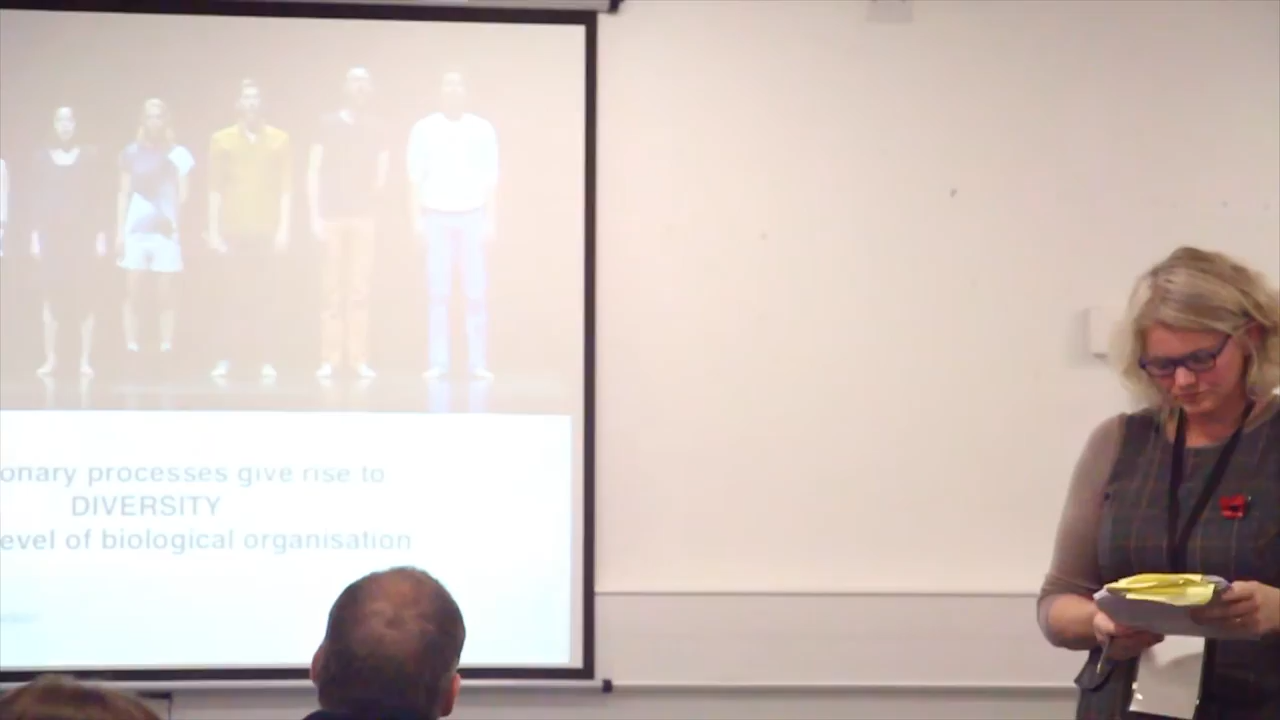 onary processes give rise to
DIVERSITY
evel of biological organisation